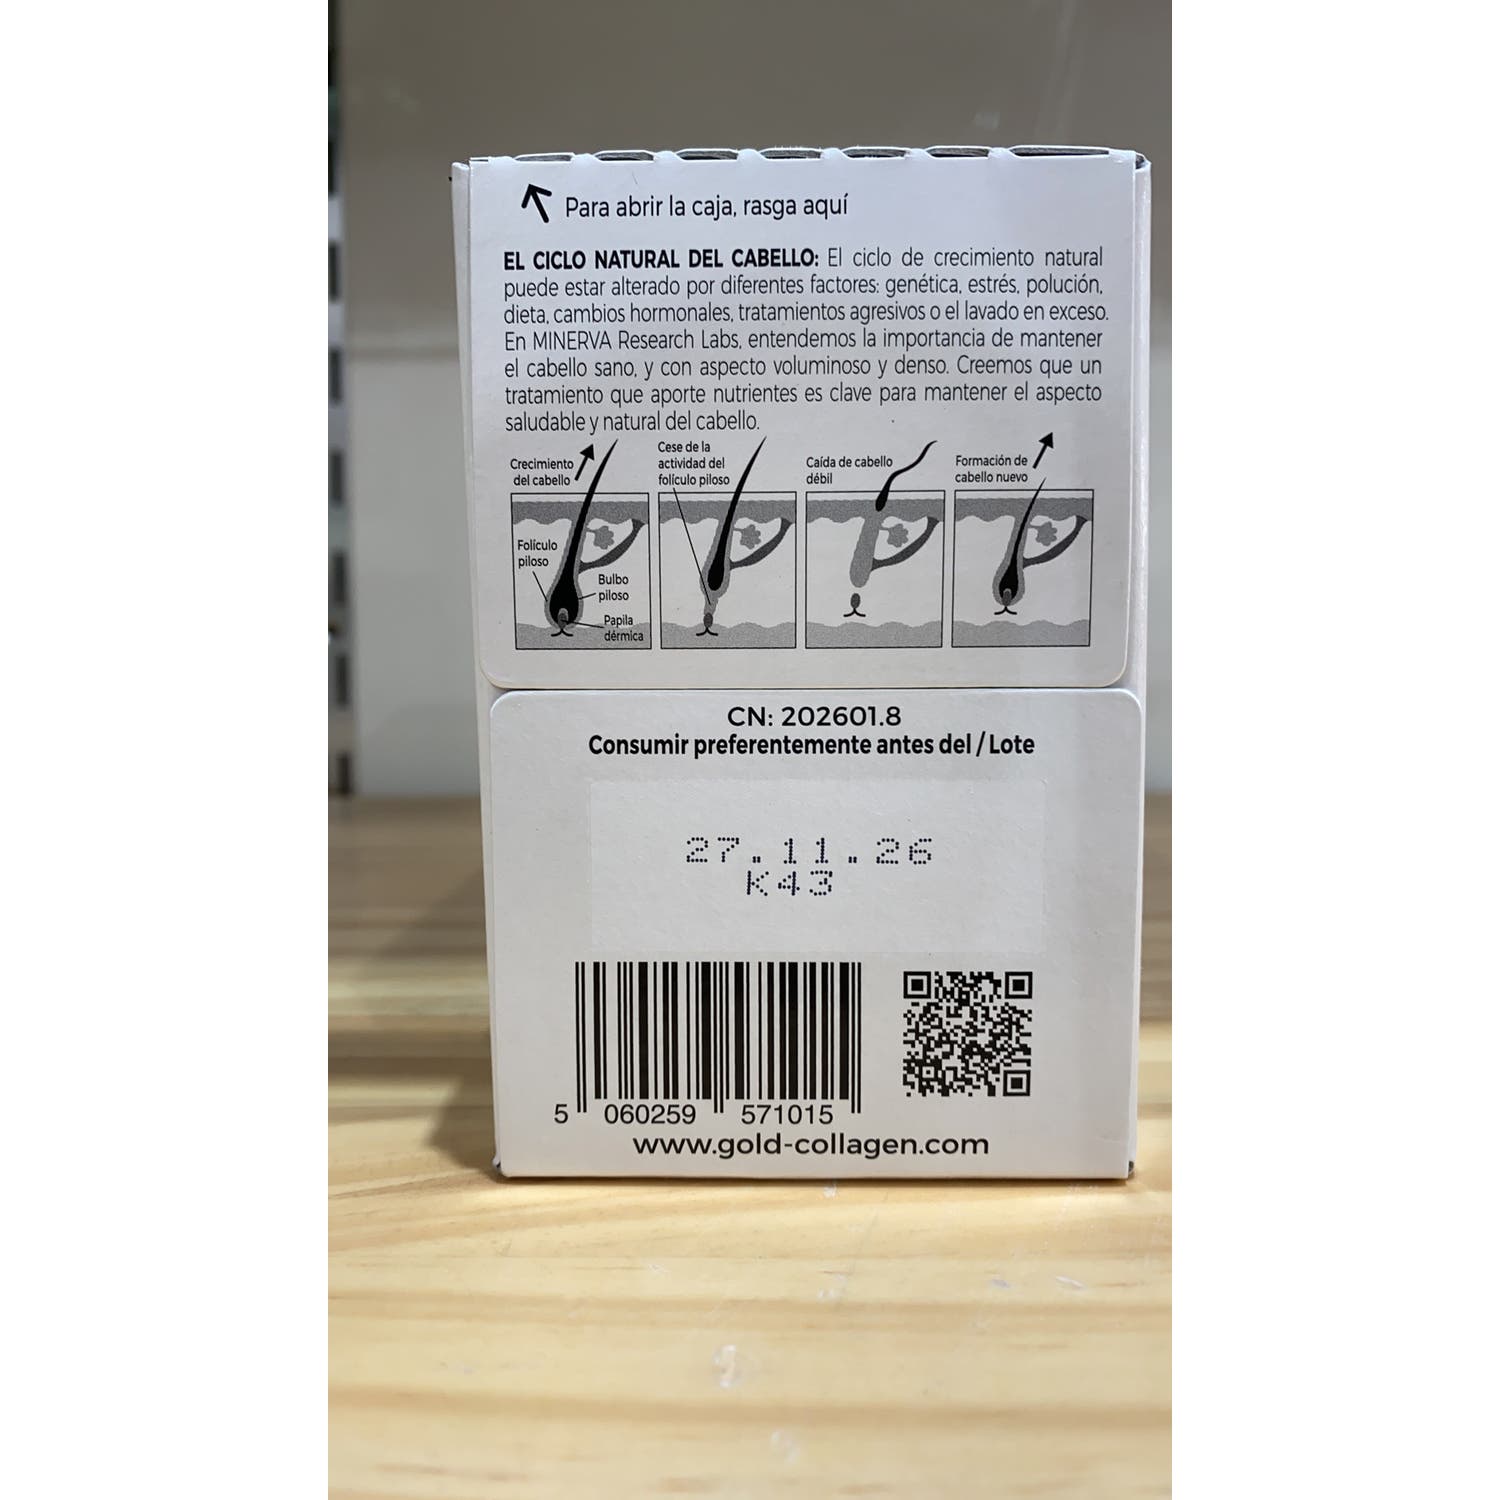 Para abrir la caja, rasga aquí
EL CICLO NATURAL DEL CABELLO: El ciclo de crecimiento natural
puede estar alterado por diferentes factores: genética, estrés, polución,
dieta, cambios hormonales, tratamientos agresivos o el lavado en exceso.
En MINERVA Research Labs, entendemos la importancia de mantener
el cabello sano, y con aspecto voluminoso y denso. Creemos que un
tratamiento que aporte nutrientes es clave para mantener el aspecto
saludable y natural del cabello.
Crecimiento
del cabello
Folículo
piloso
Bulbo
piloso
Papila
dérmica
Cese de la
actividad del
folículo piloso
Caída de cabello
débil
Formación de
cabello nuevo
CN: 202601.8
Consumir preferentemente antes del / Lote
27.11.26
K43
5 060259 571015
www.gold-collagen.com